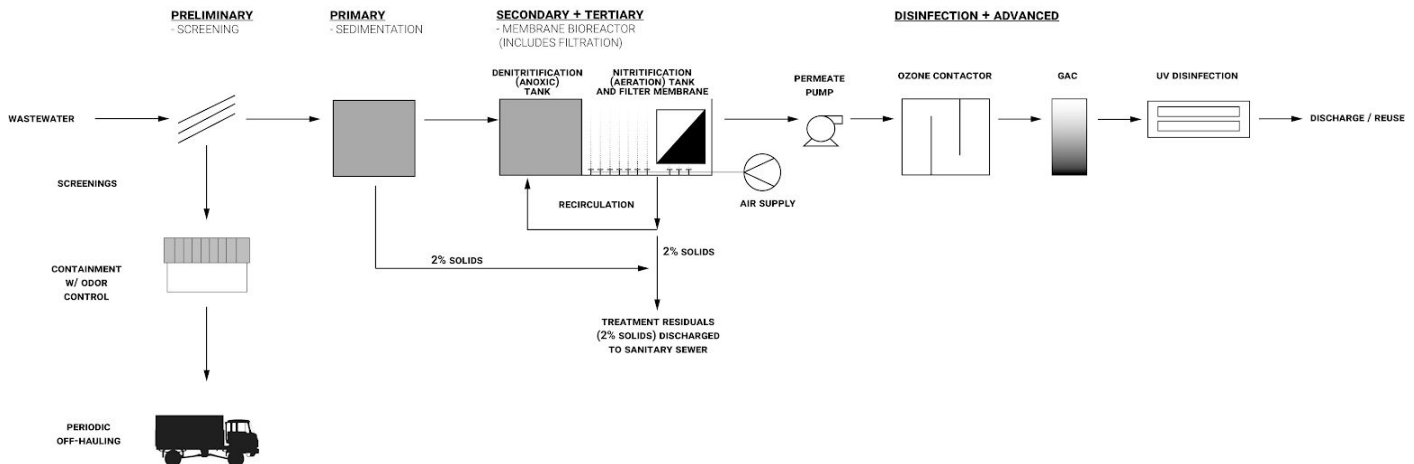 PRELIMINARY
- SCREENING
PRIMARY
- SEDIMENTATION
SECONDARY + TERTIARY
- MEMBRANE BIOREACTOR
(INCLUDES FILTRATION)
DISINFECTION + ADVANCED
DENITRITIFICATION
(ANOXIC)
TANK
NITRITIFICATION
(AERATION) TANK
AND FILTER MEMBRANE
PERMEATE
PUMP
OZONE CONTACTOR
GAC
UV DISINFECTION
WASTEWATER
DISCHARGE / REUSE
SCREENINGS
RECIRCULATION
AIR SUPPLY
2% SOLIDS
2% SOLIDS
CONTAINMENT
W/ ODOR
CONTROL
TREATMENT RESIDUALS
(2% SOLIDS) DISCHARGED
TO SANITARY SEWER
PERIODIC
OFF-HAULING